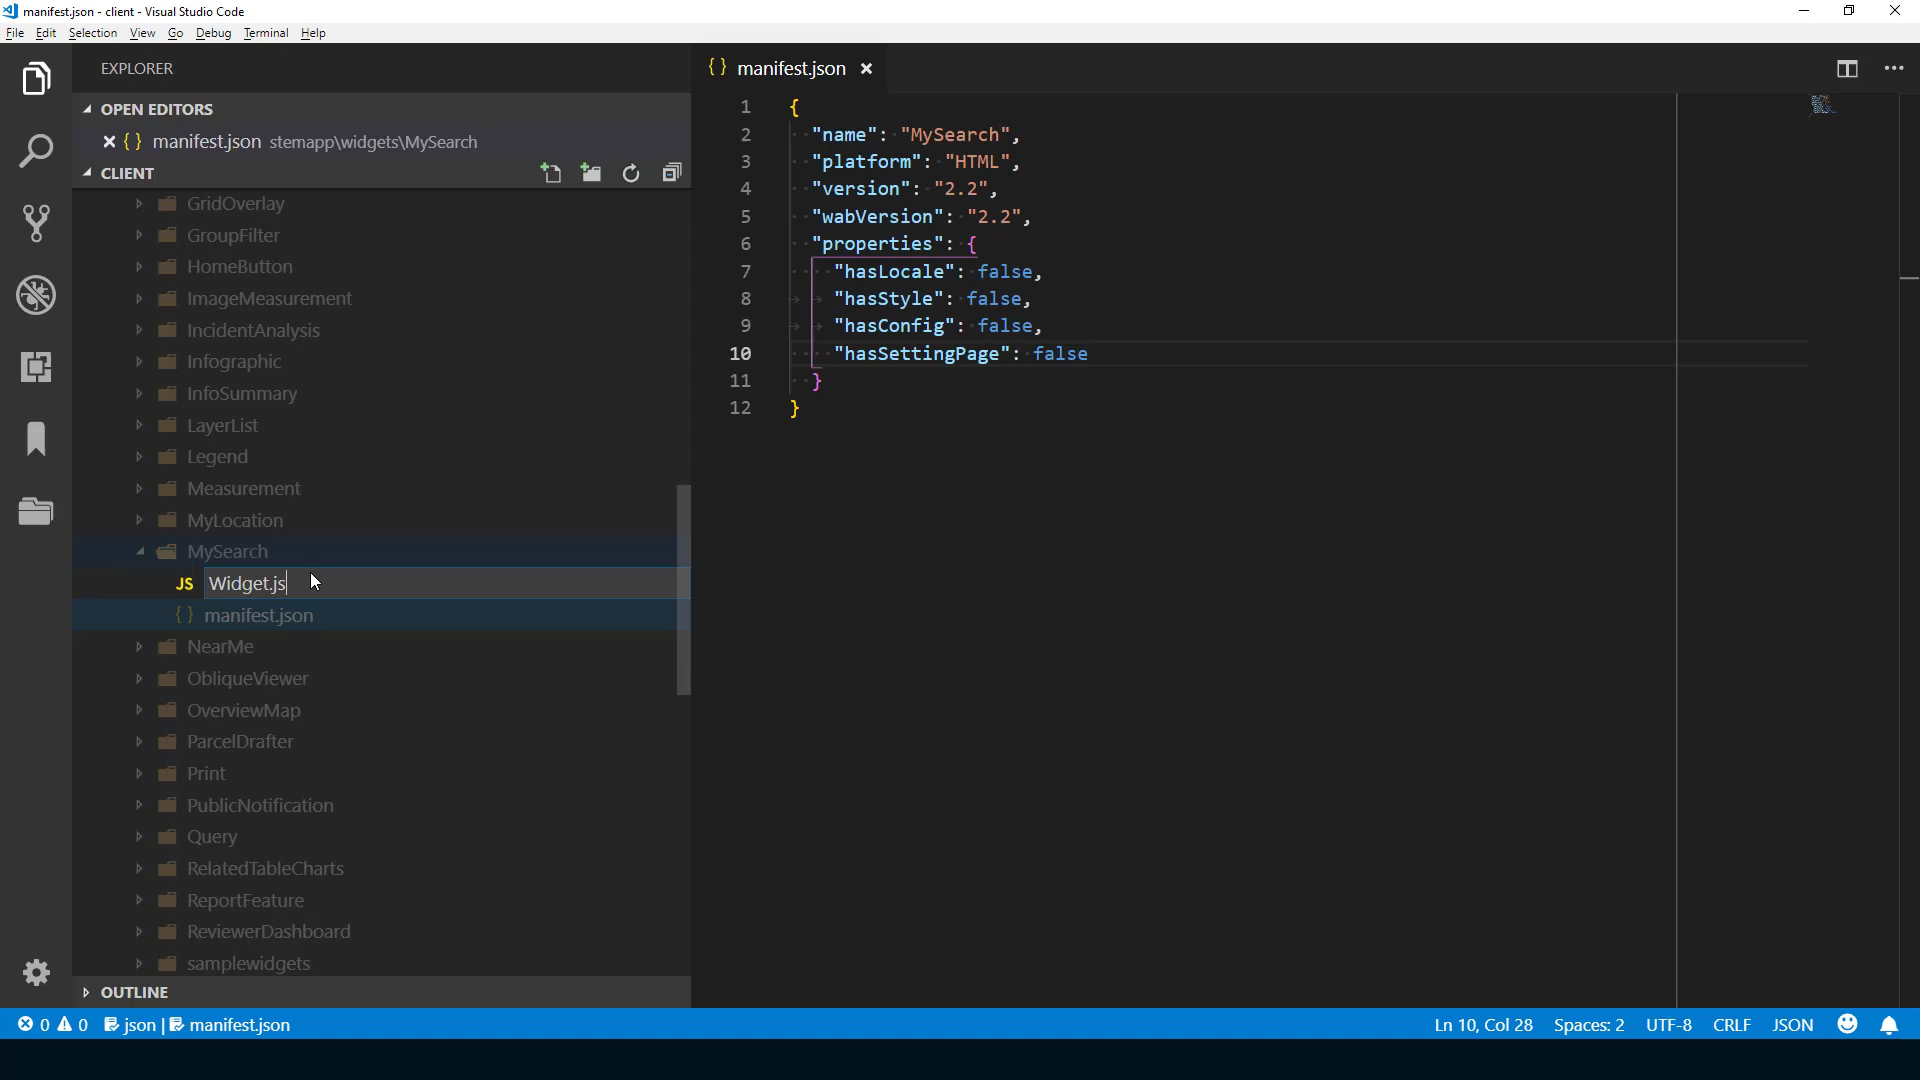 manifest.json - client - Visual Studio Code
File Edit Selection View Go Debug Terminal Help
EXPLORER
OPEN EDITORS
{ } manifest.json stemapp\widgets\MySearch
CLIENT
GridOverlay
GroupFilter
HomeButton
ImageMeasurement
IncidentAnalysis
Infographic
InfoSummary
LayerList
Legend
Measurement
MyLocation
MySearch
JS Widget.js
{ } manifest.json
NearMe
ObliqueViewer
OverviewMap
ParcelDrafter
Print
PublicNotification
Query
RelatedTableCharts
ReportFeature
ReviewerDashboard
samplewidgets
OUTLINE
{ } manifest.json
1 {
2 "name": "MySearch",
3 "platform": "HTML",
4 "version": "2.2",
5 "wabVersion": "2.2",
6 "properties": {
7 "hasLocale": false,
8 "hasStyle": false,
9 "hasConfig": false,
10 "hasSettingPage": false
11 }
12 }
0 0 json | manifest.json Ln 10, Col 28 Spaces: 2 UTF-8 CRLF JSON